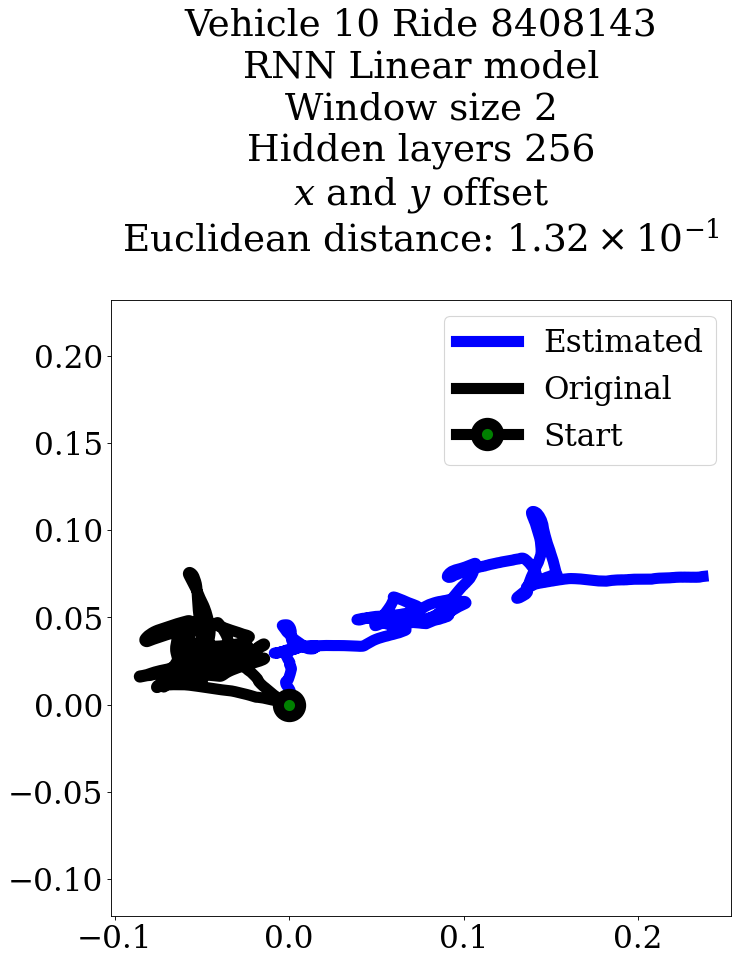 Vehicle 10 Ride 8408143
RNN Linear model
Window size 2
Hidden layers 256
x and y offset
Euclidean distance: 1.32 × 10⁻¹
Estimated
Original
Start
0.20
0.15
0.10
0.05
0.00
−0.05
−0.10
−0.1 0.0 0.1 0.2